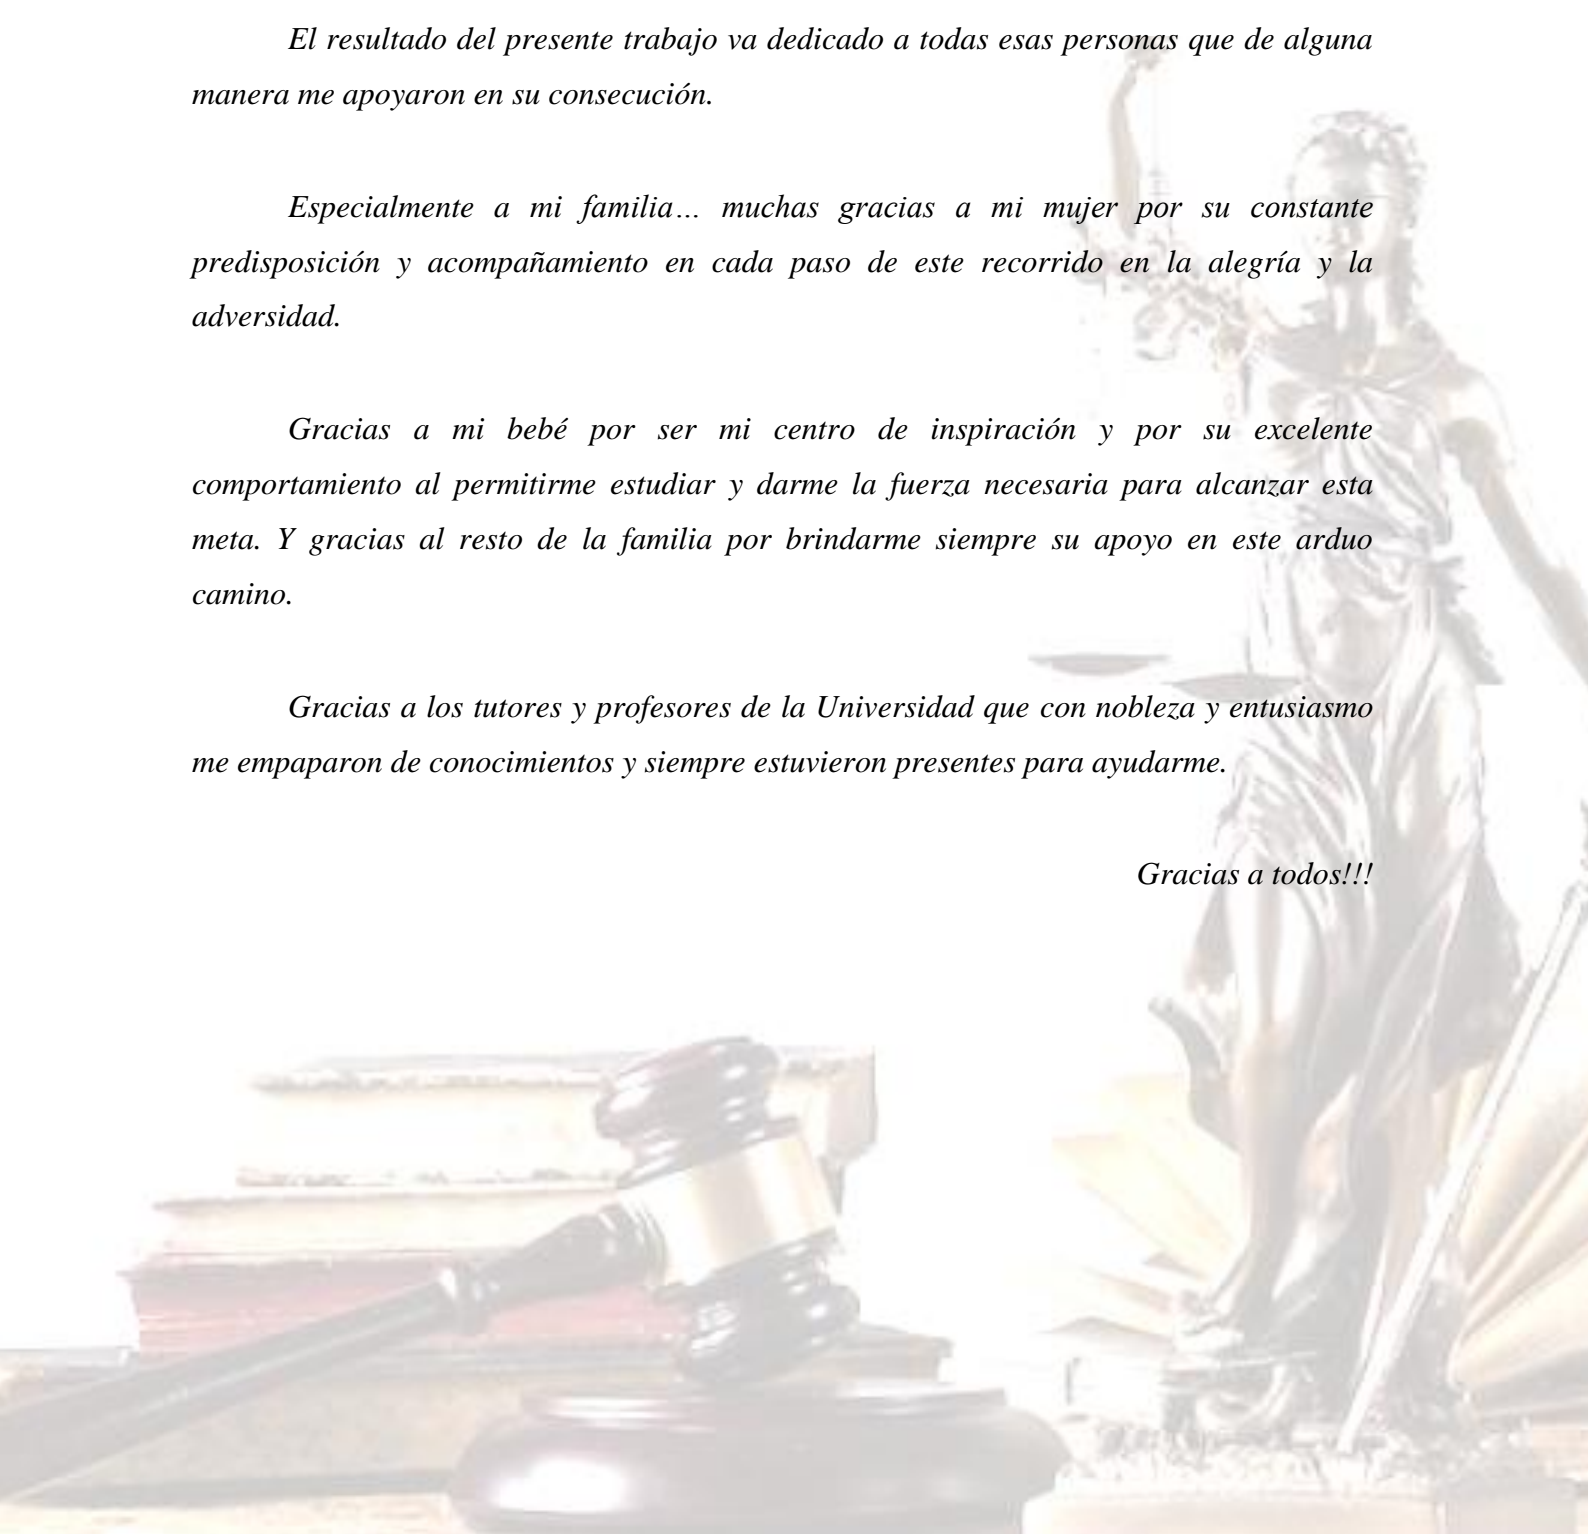 El resultado del presente trabajo va dedicado a todas esas personas que de alguna
manera me apoyaron en su consecución.
Especialmente a mi familia… muchas gracias a mi mujer por su constante
predisposición y acompañamiento en cada paso de este recorrido en la alegría y la
adversidad.
Gracias a mi bebé por ser mi centro de inspiración y por su excelente
comportamiento al permitirme estudiar y darme la fuerza necesaria para alcanzar esta
meta. Y gracias al resto de la familia por brindarme siempre su apoyo en este arduo
camino.
Gracias a los tutores y profesores de la Universidad que con nobleza y entusiasmo
me empaparon de conocimientos y siempre estuvieron presentes para ayudarme.
Gracias a todos!!!